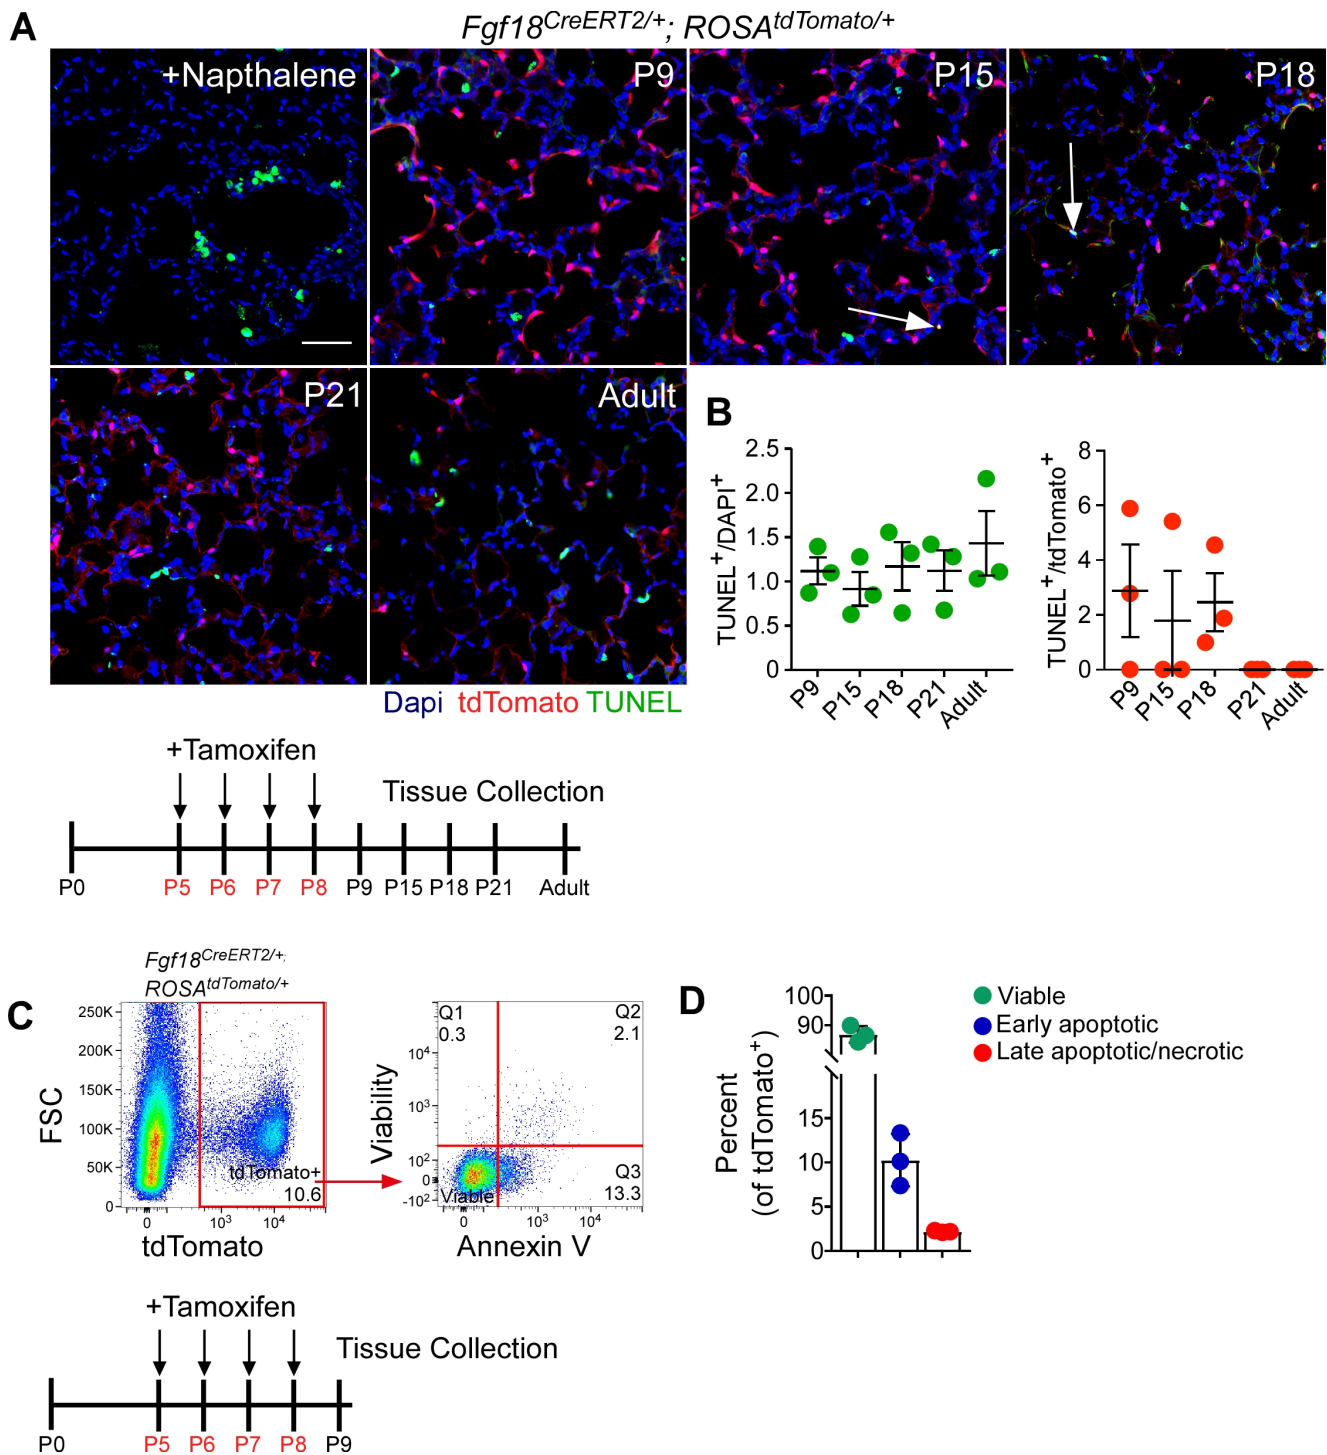 A
Fgf18CreERT2/+; ROSAtdTomato/+
+Napthalene
P9
P15
P18
P21
Adult
Dapi tdTomato TUNEL
B
TUNEL+/DAPI+
2.5
2.0
1.5
1.0
0.5
0
P9
P15
P18
P21
Adult
TUNEL+/tdTomato+
8
6
4
2
0
P9
P15
P18
P21
Adult
+Tamoxifen
Tissue Collection
P0 P5 P6 P7 P8 P9 P15 P18 P21 Adult
C
Fgf18CreERT2/+;
ROSAtdTomato/+
FSC
250K
200K
150K
100K
50K
0
tdTomato+
10.6
0 10³ 10⁴
tdTomato
Viability
Q1
0.3
Q2
2.1
10⁴
10³
10²
0
-10²
Viable
Q3
13.3
0 10³ 10⁴
Annexin V
D
Percent
(of tdTomato+)
100
90
15
10
5
0
Viable
Early apoptotic
Late apoptotic/necrotic
+Tamoxifen
Tissue Collection
P0 P5 P6 P7 P8 P9